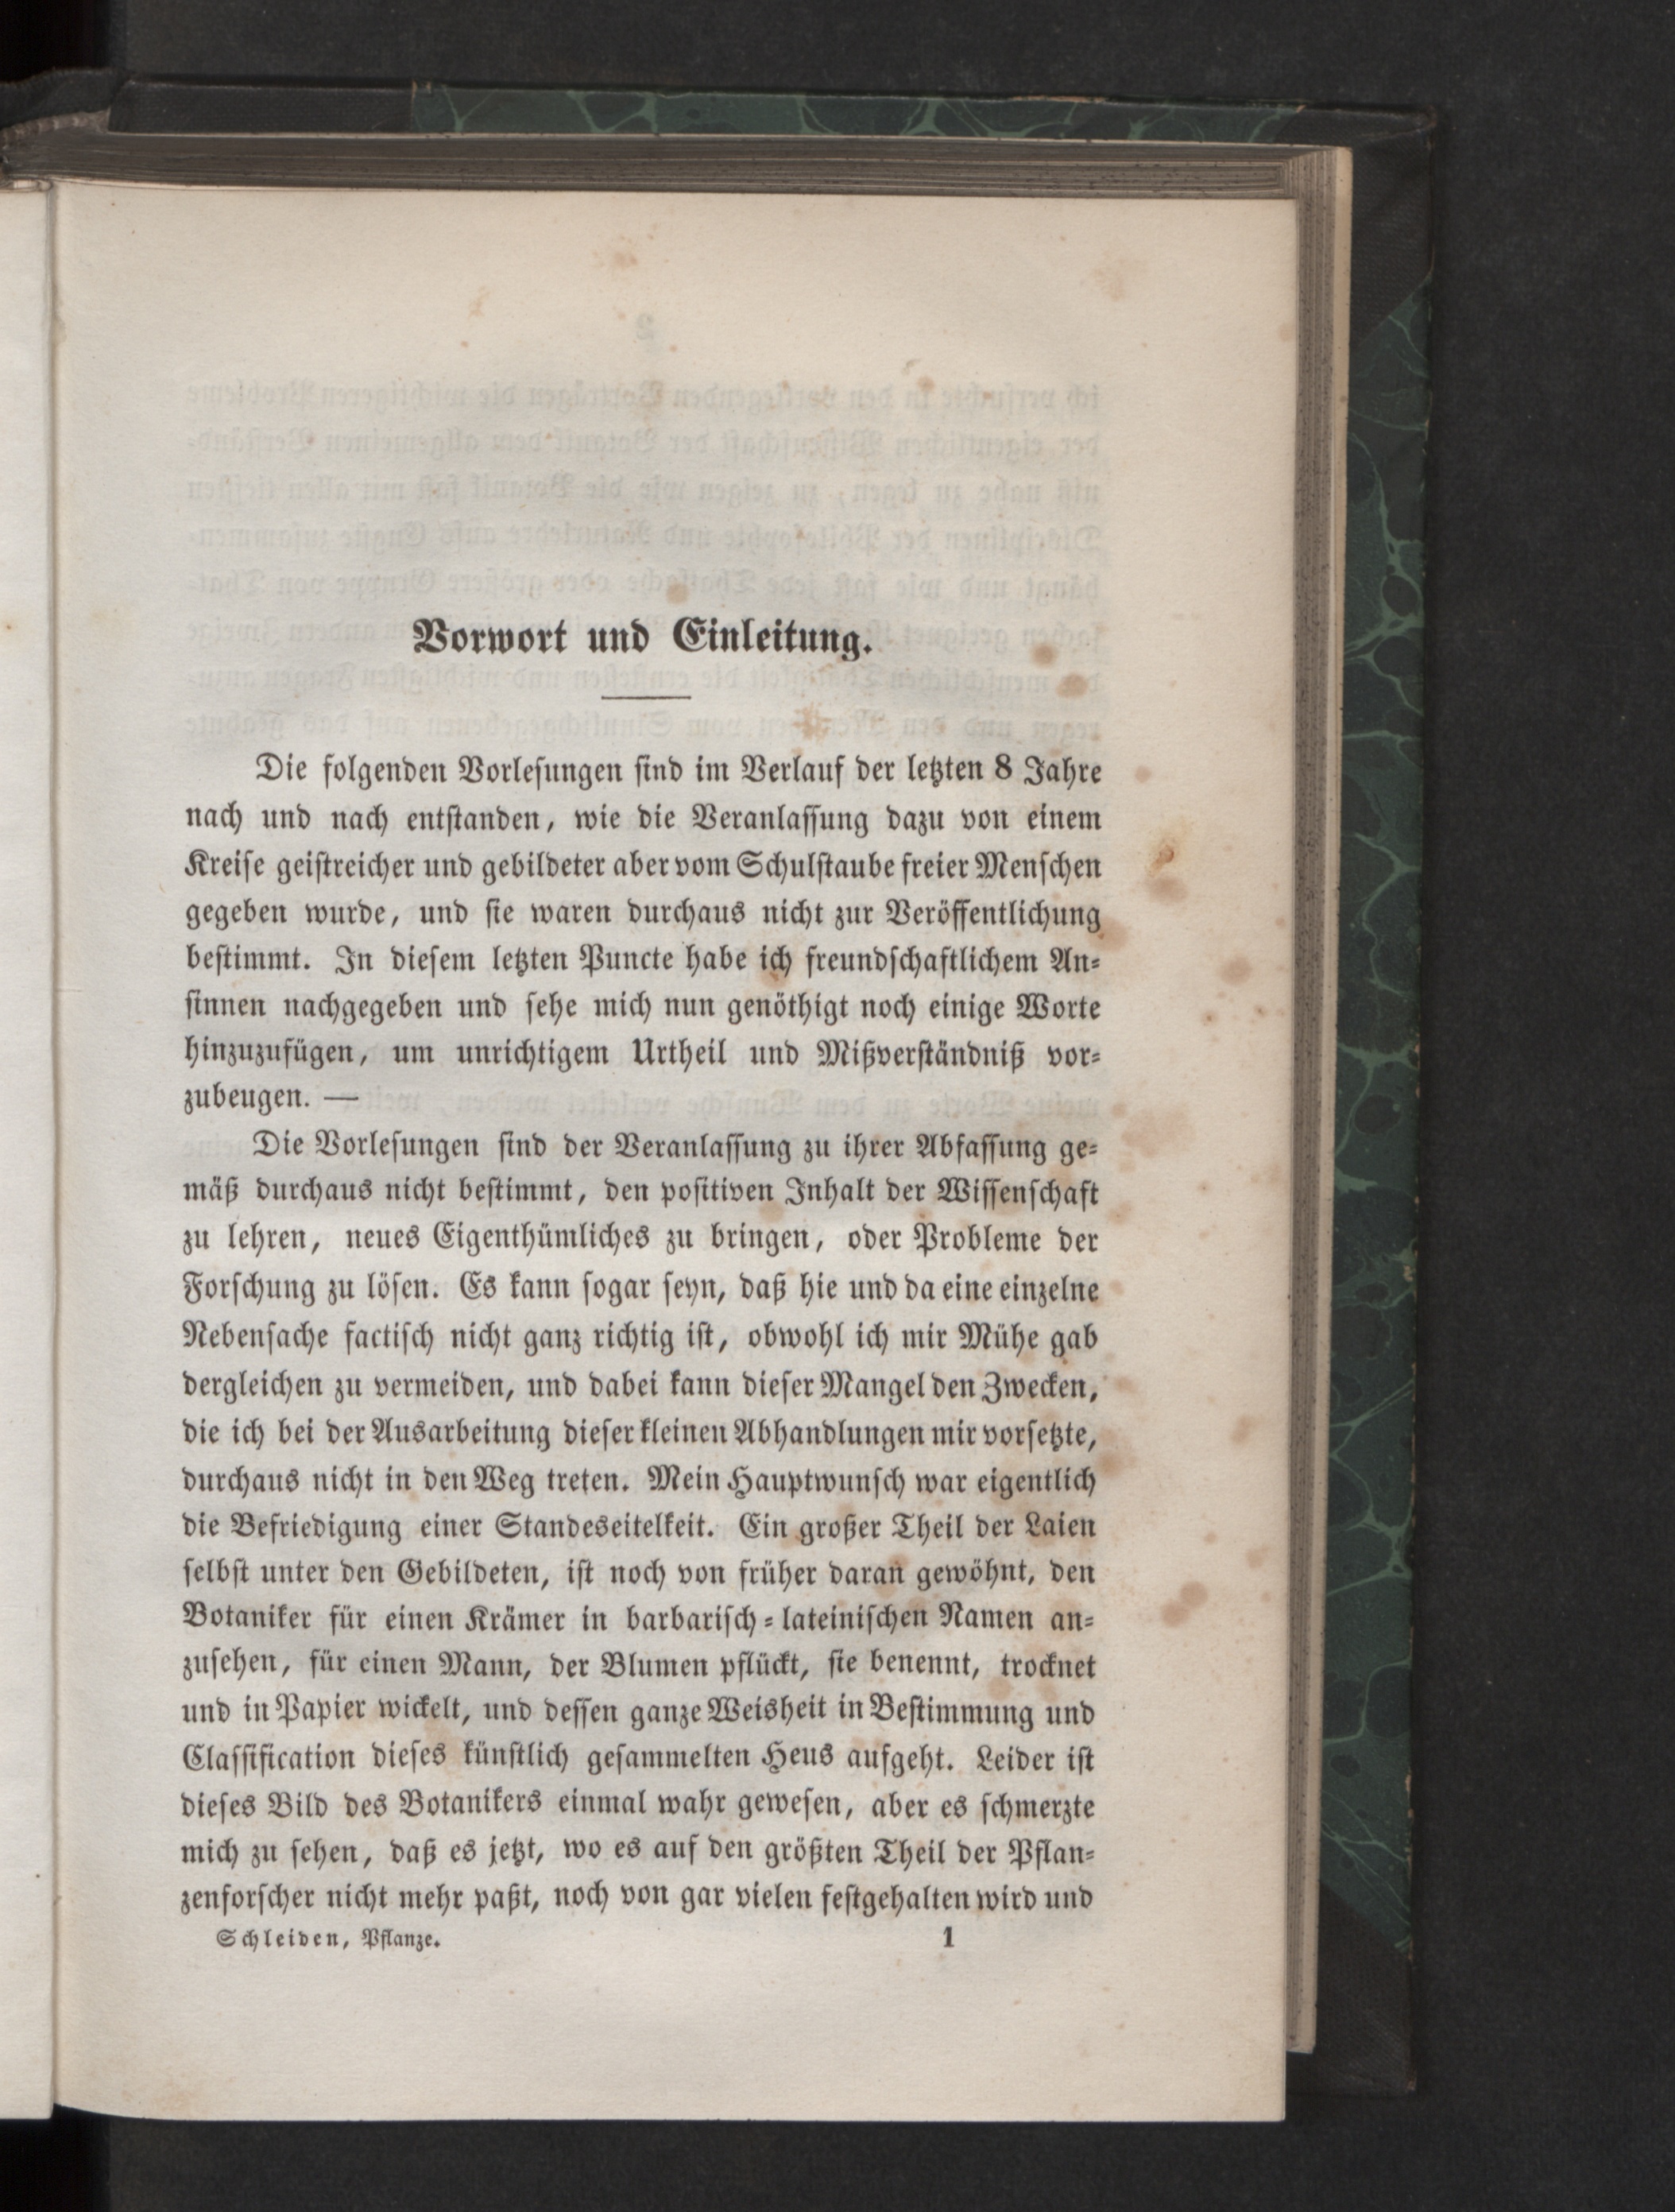 Vorwort und Einleitung.
Die folgenden Vorlesungen sind im Verlauf der letzten 8 Jahre
nach und nach entstanden, wie die Veranlassung dazu von einem
Kreise geistreicher und gebildeter aber vom Schulstaube freier Menschen
gegeben wurde, und sie waren durchaus nicht zur Veröffentlichung
bestimmt. In diesem letzten Puncte habe ich freundschaftlichem An-
sinnen nachgegeben und sehe mich nun genöthigt noch einige Worte
hinzuzufügen, um unrichtigem Urtheil und Mißverständniß vor-
zubeugen. —
Die Vorlesungen sind der Veranlassung zu ihrer Abfassung ge-
mäß durchaus nicht bestimmt, den positiven Inhalt der Wissenschaft
zu lehren, neues Eigenthümliches zu bringen, oder Probleme der
Forschung zu lösen. Es kann sogar seyn, daß hie und da eine einzelne
Nebensache factisch nicht ganz richtig ist, obwohl ich mir Mühe gab
dergleichen zu vermeiden, und dabei kann dieser Mangel den Zwecken,
die ich bei der Ausarbeitung dieser kleinen Abhandlungen mir vorsetzte,
durchaus nicht in den Weg treten. Mein Hauptwunsch war eigentlich
die Befriedigung einer Standeseitelkeit. Ein großer Theil der Laien
selbst unter den Gebildeten, ist noch von früher daran gewöhnt, den
Botaniker für einen Krämer in barbarisch-lateinischen Namen an-
zusehen, für einen Mann, der Blumen pflückt, sie benennt, trocknet
und in Papier wickelt, und dessen ganze Weisheit in Bestimmung und
Classification dieses künstlich gesammelten Heus aufgeht. Leider ist
dieses Bild des Botanikers einmal wahr gewesen, aber es schmerzte
mich zu sehen, daß es jetzt, wo es auf den größten Theil der Pflan-
zenforscher nicht mehr paßt, noch von gar vielen festgehalten wird und
Schleiden, Pflanze. 1